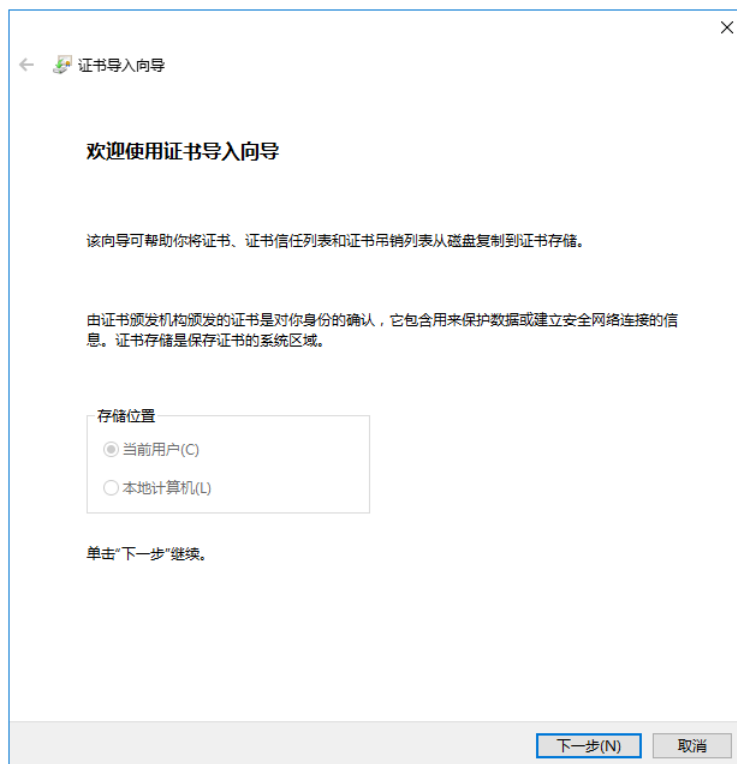 证书导入向导
欢迎使用证书导入向导
该向导可帮助你将证书、证书信任列表和证书吊销列表从磁盘复制到证书存储。
由证书颁发机构颁发的证书是对你身份的确认，它包含用来保护数据或建立安全网络连接的信
息。证书存储是保存证书的系统区域。
存储位置
当前用户(C)
本地计算机(L)
单击“下一步”继续。
下一步(N)
取消